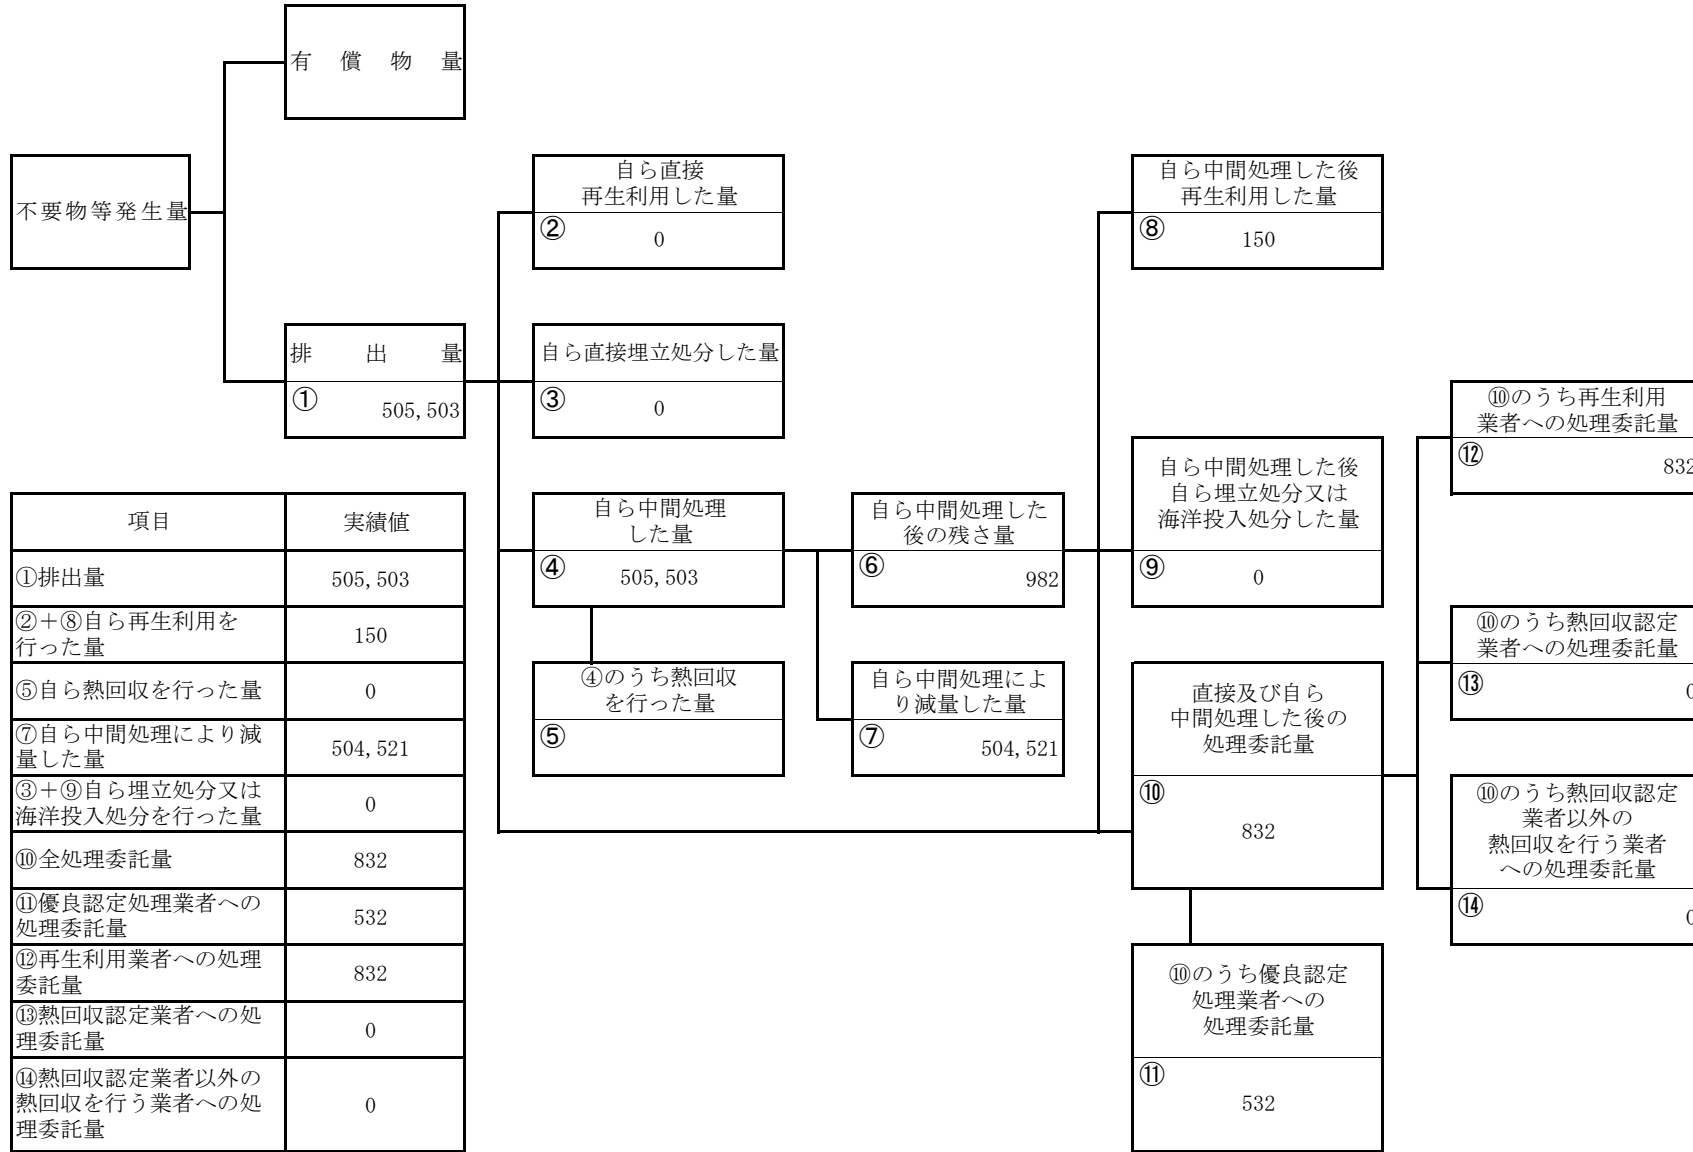 有償物量
不要物等発生量
自ら直接
再生利用した量
②
0
自ら中間処理した後
再生利用した量
⑧
150
排出量
①
505,503
自ら直接埋立処分した量
③
0
⑩のうち再生利用
業者への処理委託量
⑫
832
自ら中間処理した後
自ら埋立処分又は
海洋投入処分した量
⑨
0
自ら中間処理
した量
④
505,503
自ら中間処理した
後の残さ量
⑥
982
⑩のうち熱回収認定
業者への処理委託量
⑬
0
④のうち熱回収
を行った量
⑤
自ら中間処理によ
り減量した量
⑦
504,521
直接及び自ら
中間処理した後の
処理委託量
⑩
832
⑩のうち熱回収認定
業者以外の
熱回収を行う業者
への処理委託量
⑭
0
⑩のうち優良認定
処理業者への
処理委託量
⑪
532
項目 実績値
①排出量 505,503
②+⑧自ら再生利用を
行った量 150
⑤自ら熱回収を行った量 0
⑦自ら中間処理により減
量した量 504,521
③+⑨自ら埋立処分又は
海洋投入処分を行った量 0
⑩全処理委託量 832
⑪優良認定処理業者への
処理委託量 532
⑫再生利用業者への処理
委託量 832
⑬熱回収認定業者への処
理委託量 0
⑭熱回収認定業者以外の
熱回収を行う業者への処
理委託量 0